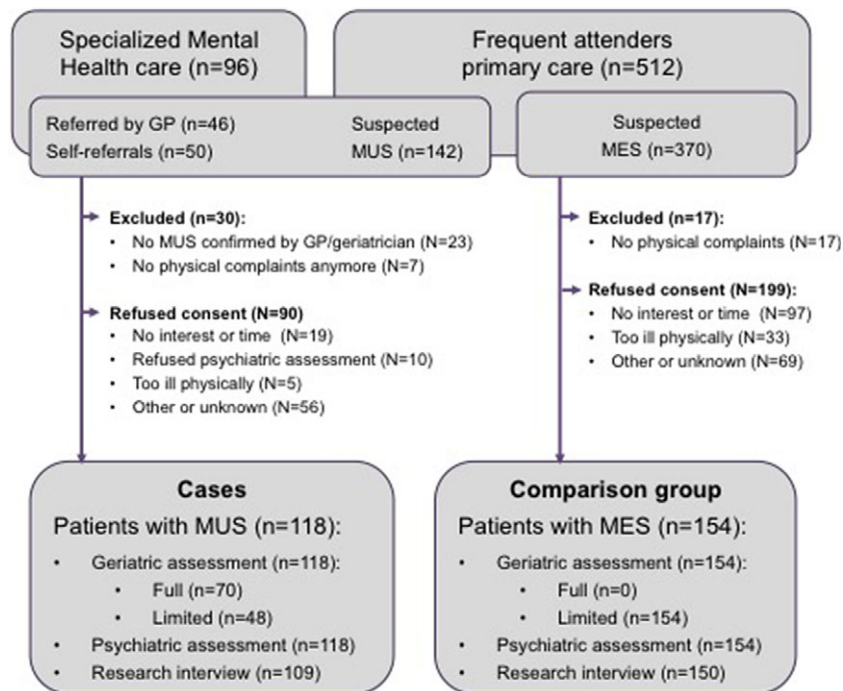 Specialized Mental
Health care (n=96)
Frequent attenders
primary care (n=512)
Referred by GP (n=46)
Self-referrals (n=50)
Suspected
MUS (n=142)
Suspected
MES (n=370)
Excluded (n=30):
• No MUS confirmed by GP/geriatrician (N=23)
• No physical complaints anymore (N=7)
Refused consent (N=90)
• No interest or time (N=19)
• Refused psychiatric assessment (N=10)
• Too ill physically (N=5)
• Other or unknown (N=56)
Excluded (n=17):
• No physical complaints (N=17)
Refused consent (N=199):
• No interest or time (N=97)
• Too ill physically (N=33)
• Other or unknown (N=69)
Cases
Patients with MUS (n=118):
• Geriatric assessment (n=118):
• Full (n=70)
• Limited (n=48)
• Psychiatric assessment (n=118)
• Research interview (n=109)
Comparison group
Patients with MES (n=154):
• Geriatric assessment (n=154):
• Full (n=0)
• Limited (n=154)
• Psychiatric assessment (n=154)
• Research interview (n=150)